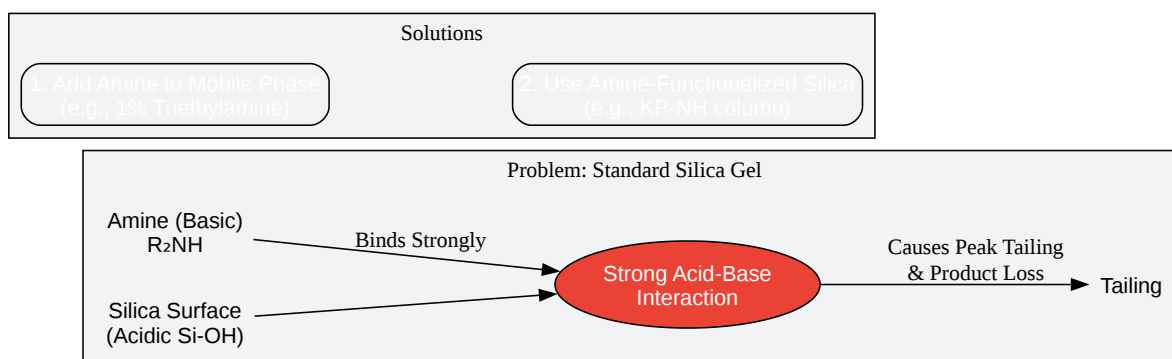 Solutions
1. Add Amine to Mobile Phase
(e.g., 1% Triethylamine)
2. Use Amine-Functionalized Silica
(e.g., KP-NH column)
Problem: Standard Silica Gel
Amine (Basic)
R₂NH
Binds Strongly
Silica Surface
(Acidic Si-OH)
Strong Acid-Base
Interaction
Causes Peak Tailing
& Product Loss
Tailing